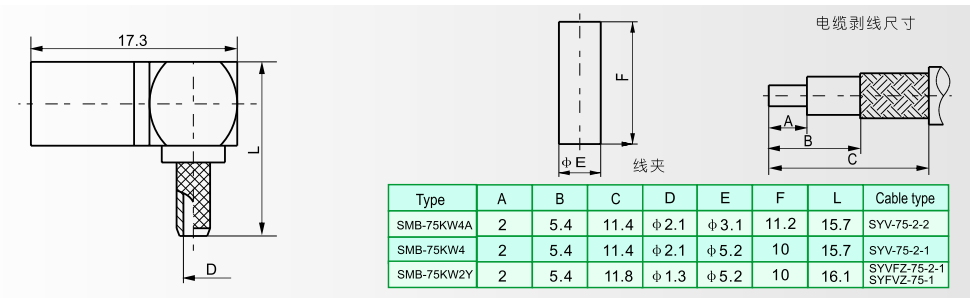 17.3
L
D
F
ϕE
线夹
电缆剥线尺寸
A
B
C
Type A B C D E F L Cable type
SMB-75KW4A 2 5.4 11.4 ϕ2.1 ϕ3.1 11.2 15.7 SYV-75-2-2
SMB-75KW4 2 5.4 11.4 ϕ2.1 ϕ5.2 10 15.7 SYV-75-2-1
SMB-75KW2Y 2 5.4 11.8 ϕ1.3 ϕ5.2 10 16.1 SYVFZ-75-2-1
SYFVZ-75-1